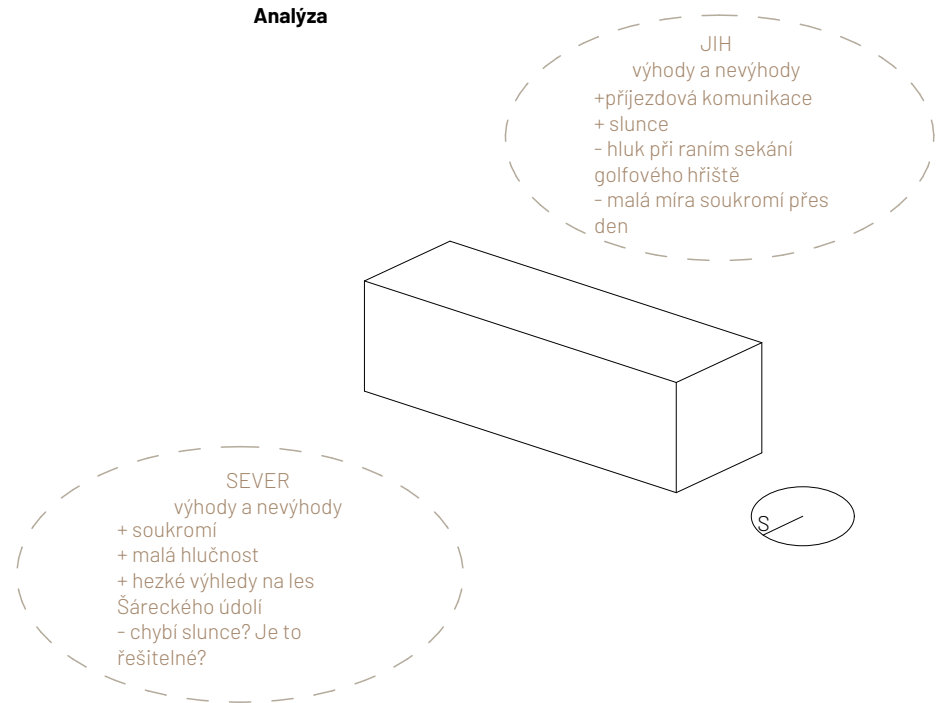 Analýza
JIH
výhody a nevýhody
+příjezdová komunikace
+ slunce
- hluk při raním sekání
golfového hřiště
- malá míra soukromí přes
den
SEVER
výhody a nevýhody
+ soukromí
+ malá hlučnost
+ hezké výhledy na les
Šáreckého údolí
- chybí slunce? Je to
řešitelné?
S